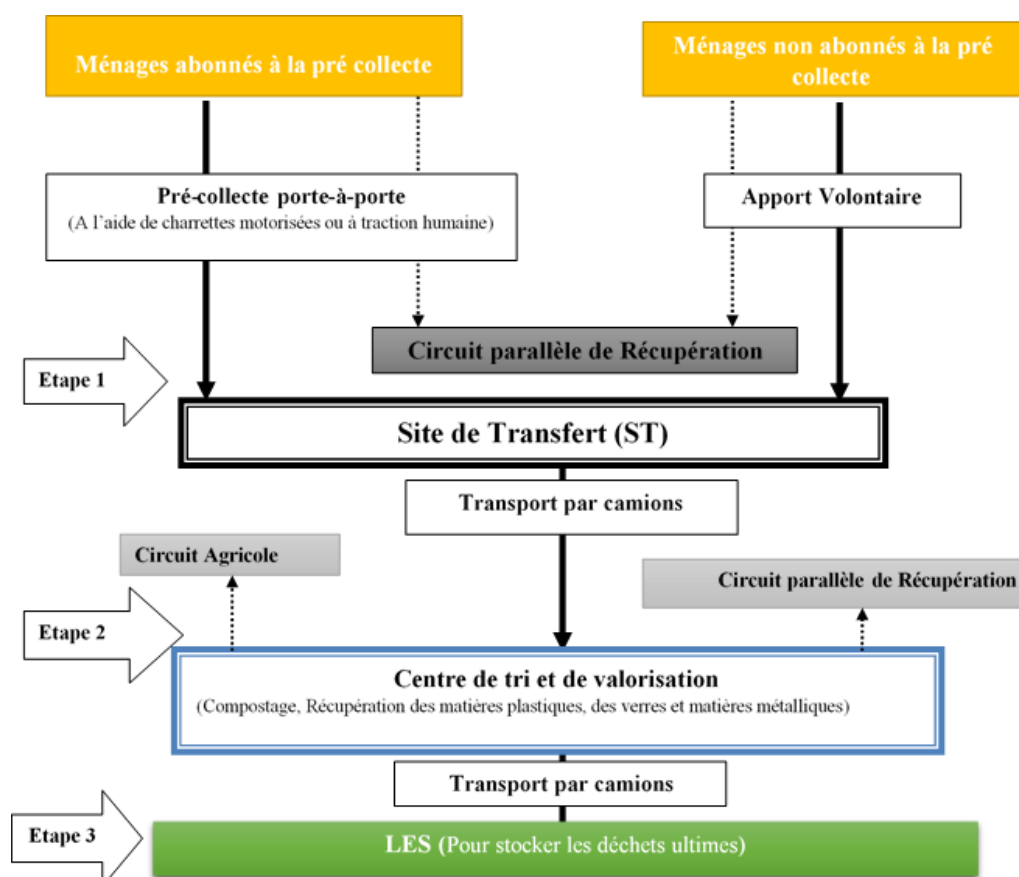 Ménages abonnés à la pré collecte
Ménages non abonnés à la pré
collecte
Pré-collecte porte-à-porte
(A l'aide de charrettes motorisées ou à traction humaine)
Apport Volontaire
Circuit parallèle de Récupération
Etape 1
Site de Transfert (ST)
Transport par camions
Circuit Agricole
Circuit parallèle de Récupération
Etape 2
Centre de tri et de valorisation
(Compostage, Récupération des matières plastiques, des verres et matières métalliques)
Transport par camions
Etape 3
LES (Pour stocker les déchets ultimes)